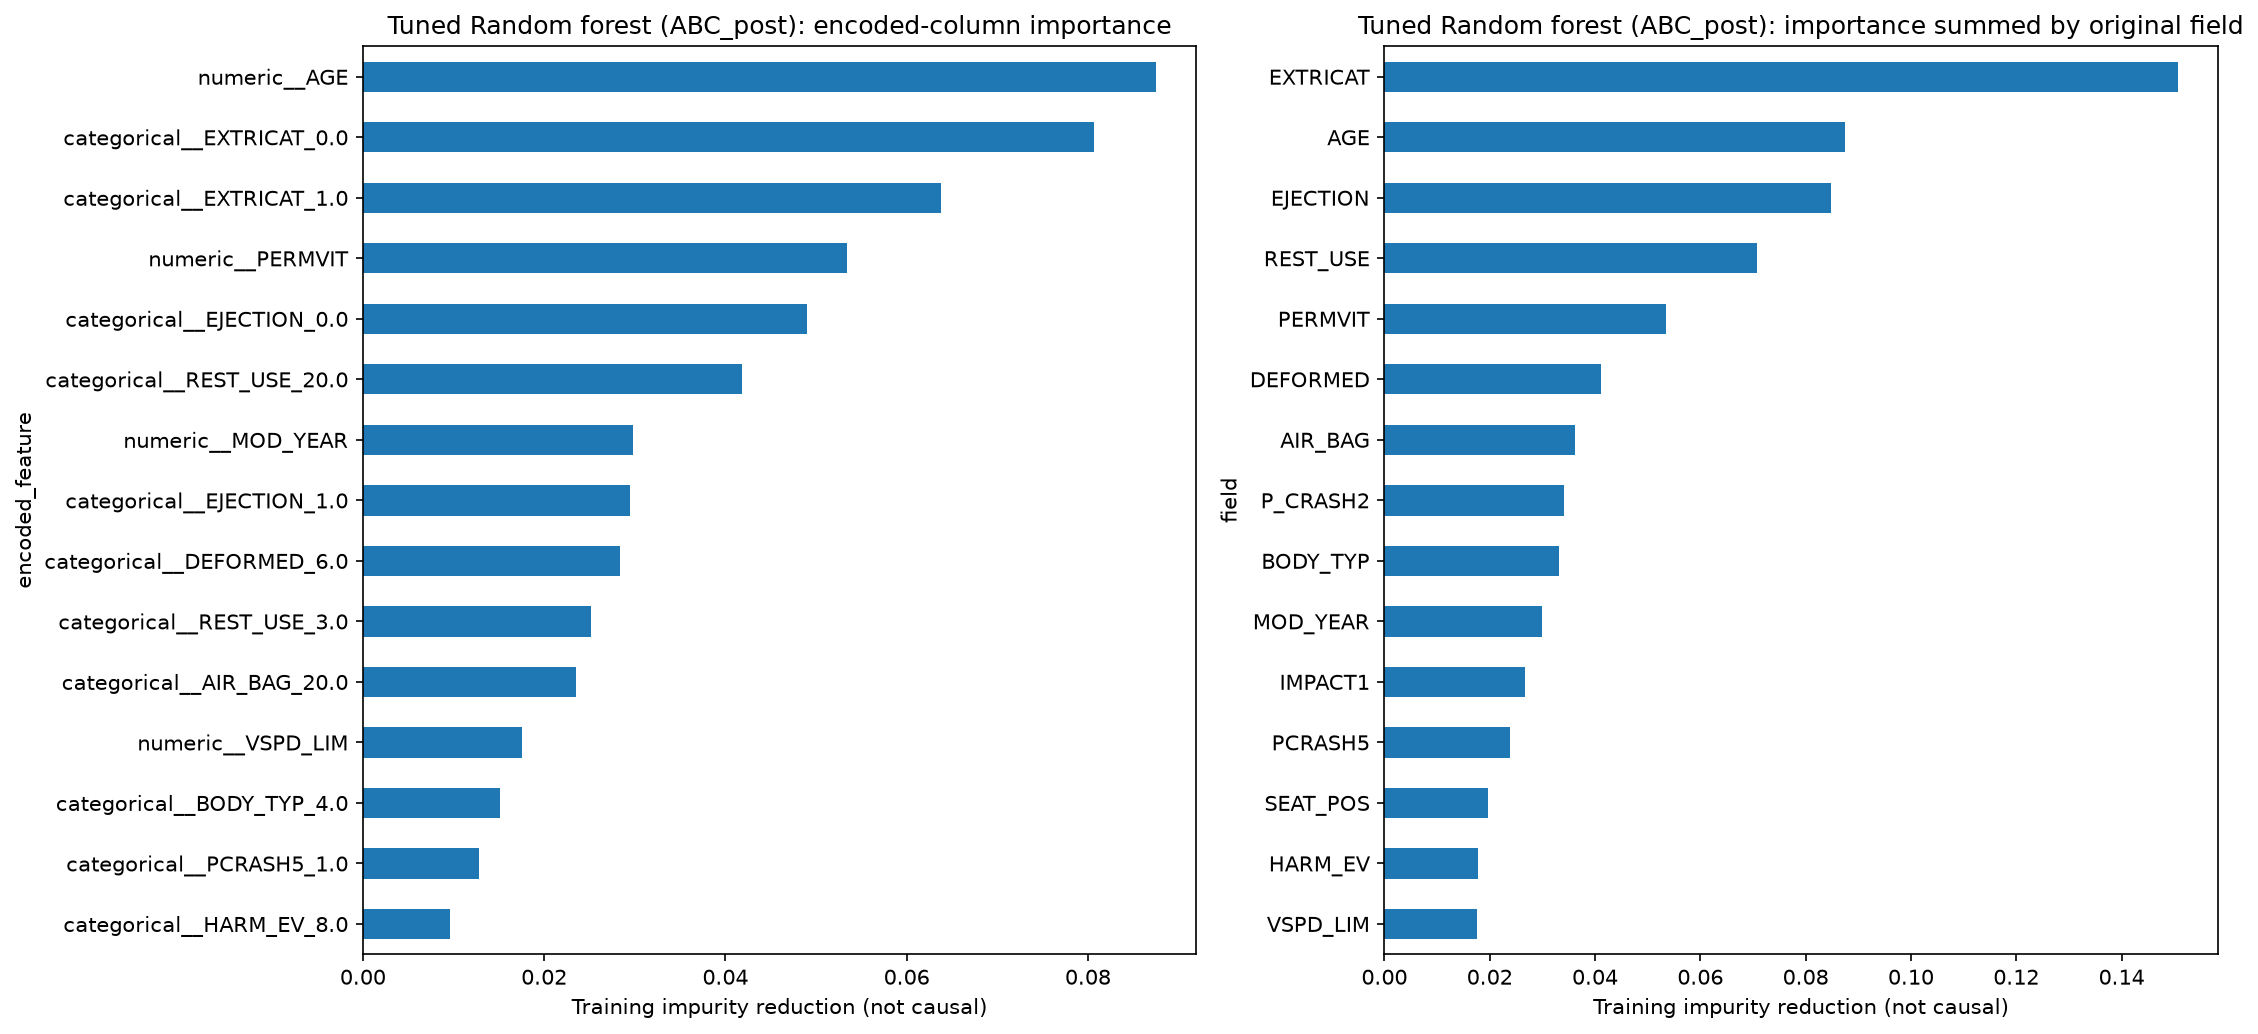 Tuned Random forest (ABC_post): encoded-column importance
encoded_feature
numeric__AGE
categorical__EXTRICAT_0.0
categorical__EXTRICAT_1.0
numeric__PERMVIT
categorical__EJECTION_0.0
categorical__REST_USE_20.0
numeric__MOD_YEAR
categorical__EJECTION_1.0
categorical__DEFORMED_6.0
categorical__REST_USE_3.0
categorical__AIR_BAG_20.0
numeric__VSPD_LIM
categorical__BODY_TYP_4.0
categorical__PCRASH5_1.0
categorical__HARM_EV_8.0
0.00 0.02 0.04 0.06 0.08
Training impurity reduction (not causal)
Tuned Random forest (ABC_post): importance summed by original field
field
EXTRICAT
AGE
EJECTION
REST_USE
PERMVIT
DEFORMED
AIR_BAG
P_CRASH2
BODY_TYP
MOD_YEAR
IMPACT1
PCRASH5
SEAT_POS
HARM_EV
VSPD_LIM
0.00 0.02 0.04 0.06 0.08 0.10 0.12 0.14
Training impurity reduction (not causal)